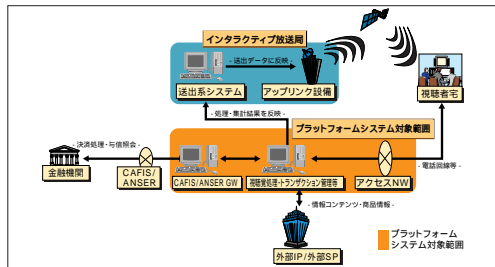 インタラクティブ放送局
- 送出データに反映 -
送出系システム
アップリンク設備
視聴者宅
- 処理・集計結果を反映 -
プラットフォームシステム対象範囲
- 決済処理・与信照会 -
金融機関
CAFIS/
ANSER
CAFIS/ANSER GW
視聴覚処理・トランザクション管理等
アクセスNW
- 電話回線等 -
- 情報コンテンツ・商品情報 -
外部IP/外部SP
プラットフォーム
システム対象範囲